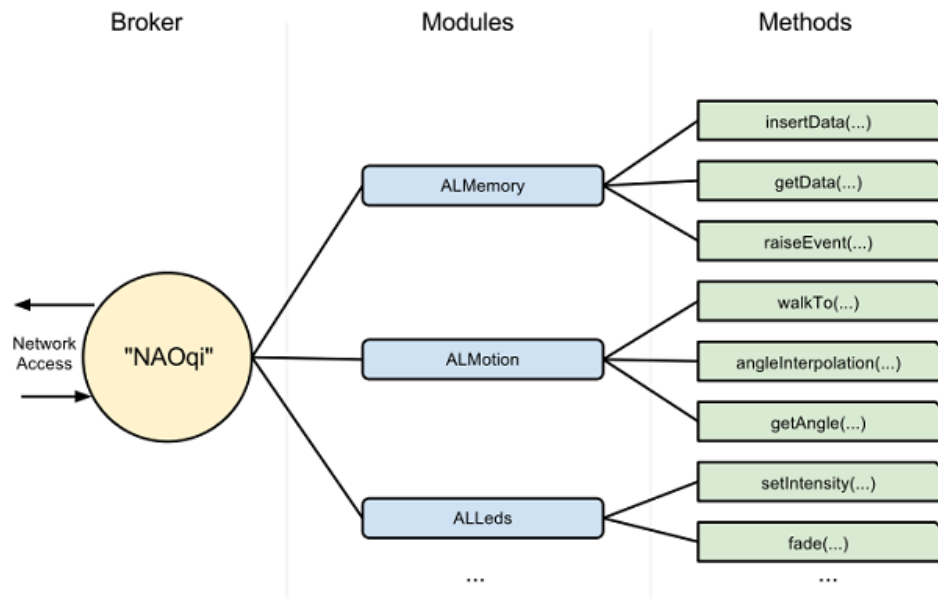 Broker
Modules
Methods
insertData(...)
ALMemory
getData(...)
raiseEvent(...)
walkTo(...)
Network
Access
"NAOqi"
ALMotion
angleInterpolation(...)
getAngle(...)
setIntensity(...)
ALLeds
fade(...)
...
...